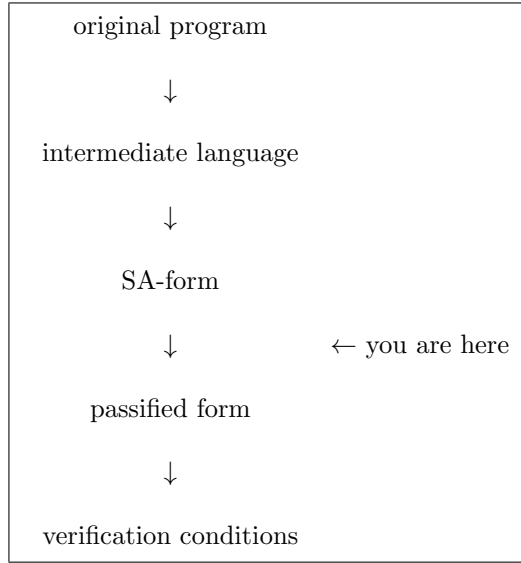 original program
↓
intermediate language
↓
SA-form
↓ ← you are here
passified form
↓
verification conditions